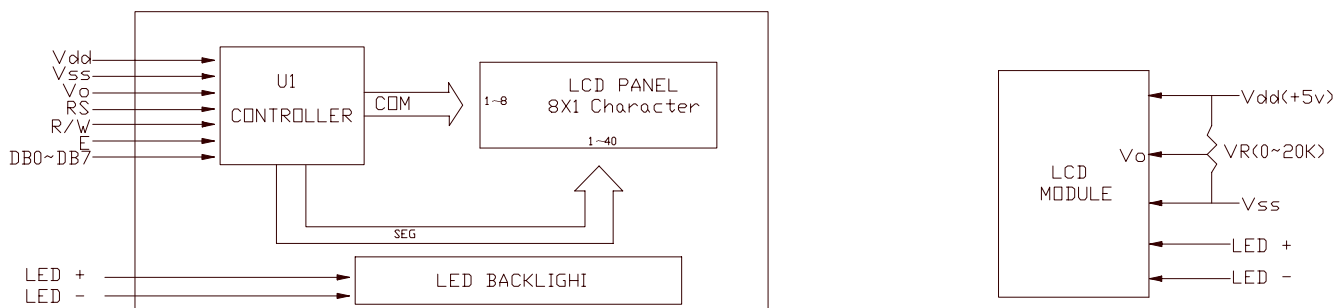 Vdd
Vss
Vo
RS
R/W
E
DB0~DB7
U1
CONTROLLER
COM
LCD PANEL
8X1 Character
1~8
1~40
SEG
LED +
LED -
LED BACKLIGHI
LCD
MODULE
Vdd(+5v)
Vo
VR(0~20K)
Vss
LED +
LED -